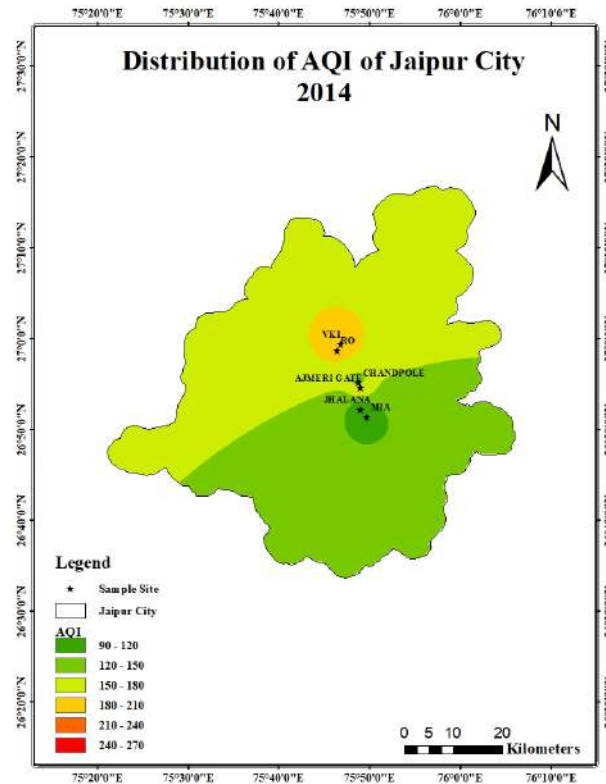 75°20'0"E 75°30'0"E 75°40'0"E 75°50'0"E 76°0'0"E 76°10'0"E
Distribution of AQI of Jaipur City
2014
N
27°30'0"N
27°20'0"N
27°10'0"N
27°0'0"N
26°50'0"N
26°40'0"N
26°30'0"N
26°20'0"N
VKI
RO
AJMERI GATE
CHANDPOLE
JHALANA
MIA
Legend
Sample Site
Jaipur City
AQI
90 - 120
120 - 150
150 - 180
180 - 210
210 - 240
240 - 270
0 5 10 20
Kilometers
75°20'0"E 75°30'0"E 75°40'0"E 75°50'0"E 76°0'0"E 76°10'0"E